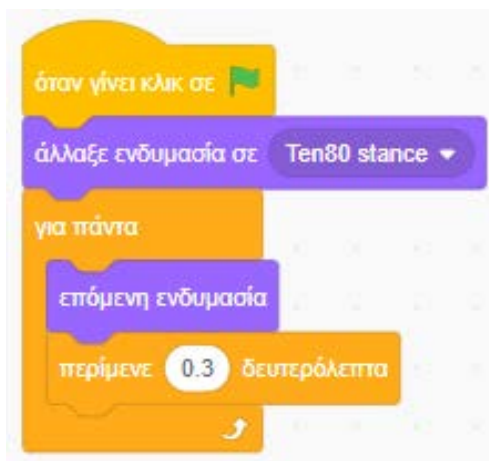 όταν γίνει κλικ σε
άλλαξε ενδυμασία σε Ten80 stance
για πάντα
επόμενη ενδυμασία
περίμενε 0.3 δευτερόλεπτα